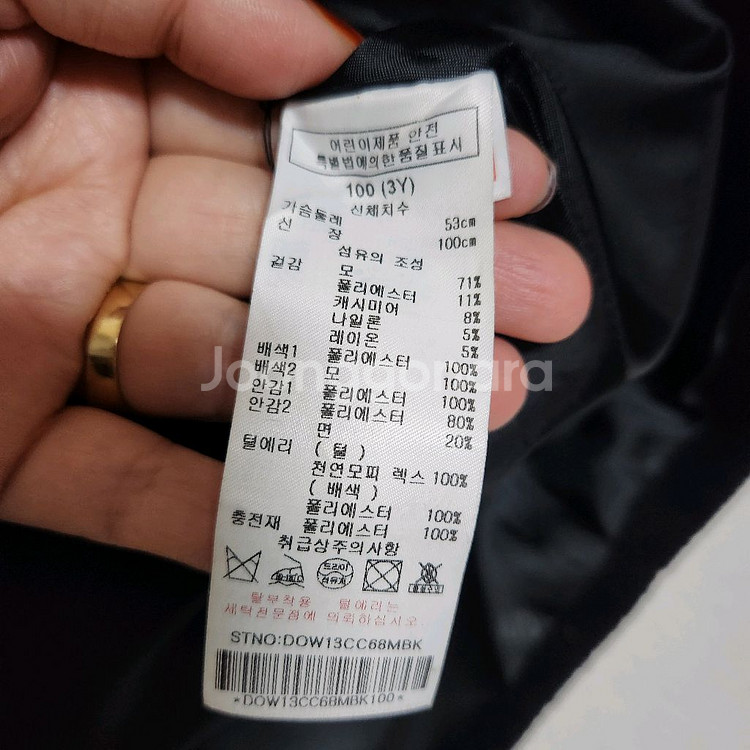 어린이제품 안전
특별법에의한 품질표시
100 (3Y)
신체치수
가슴둘레 53cm
신 장 100cm
섬유의 조성
겉감 모 71%
폴리에스터 11%
캐시미어 8%
나일론 5%
레이온 5%
배색1 폴리에스터 100%
배색2 모 100%
안감1 폴리에스터 100%
안감2 폴리에스터 80%
면 20%
털에리 ( 털 )
천연모피 렉스 100%
( 배색 )
폴리에스터 100%
충전재 폴리에스터 100%
취급상주의사항
드라이
석유제
탈부착용 털에리는
세탁전문점에 의뢰하십시오.
STNO:DOW13CC68MBK
*DOW13CC68MBK100*